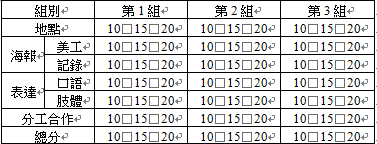 組別 第1組 第2組 第3組
地點 10□15□20 10□15□20 10□15□20
海報 美工 10□15□20 10□15□20 10□15□20
記錄 10□15□20 10□15□20 10□15□20
表達 口語 10□15□20 10□15□20 10□15□20
肢體 10□15□20 10□15□20 10□15□20
分工合作 10□15□20 10□15□20 10□15□20
總分 10□15□20 10□15□20 10□15□20